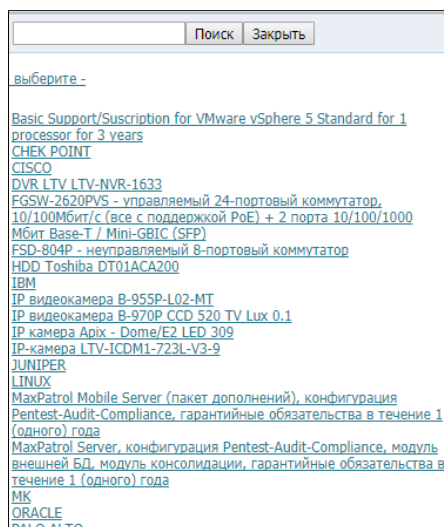 Поиск Закрыть
выберите -
Basic Support/Suscription for VMware vSphere 5 Standard for 1
processor for 3 years
CHEK POINT
CISCO
DVR LTV LTV-NVR-1633
FGSW-2620PVS - управляемый 24-портовый коммутатор,
10/100Мбит/с (все с поддержкой PoE) + 2 порта 10/100/1000
Мбит Base-T / Mini-GBIC (SFP)
FSD-804P - неуправляемый 8-портовый коммутатор
HDD Toshiba DT01ACA200
IBM
IP видеокамера B-955P-L02-MT
IP видеокамера B-970P CCD 520 TV Lux 0.1
IP камера Apix - Dome/E2 LED 309
IP-камера LTV-ICDM1-723L-V3-9
JUNIPER
LINUX
MaxPatrol Mobile Server (пакет дополнений), конфигурация
Pentest-Audit-Compliance, гарантийные обязательства в течение 1
(одного) года
MaxPatrol Server, конфигурация Pentest-Audit-Compliance, модуль
внешней БД, модуль консолидации, гарантийные обязательства в
течение 1 (одного) года
MK
ORACLE
PALO ALTO